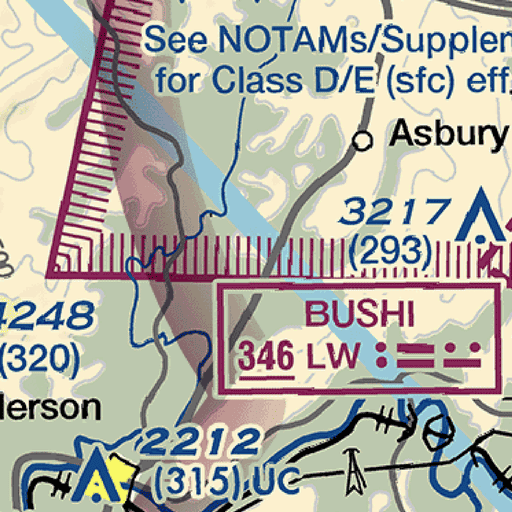 See NOTAMs/Supplem
for Class D/E (sfc) eff
Asbury
3217
(293)
4248
(320)
BUSHI
346 LW
lerson
2212
(315) UC